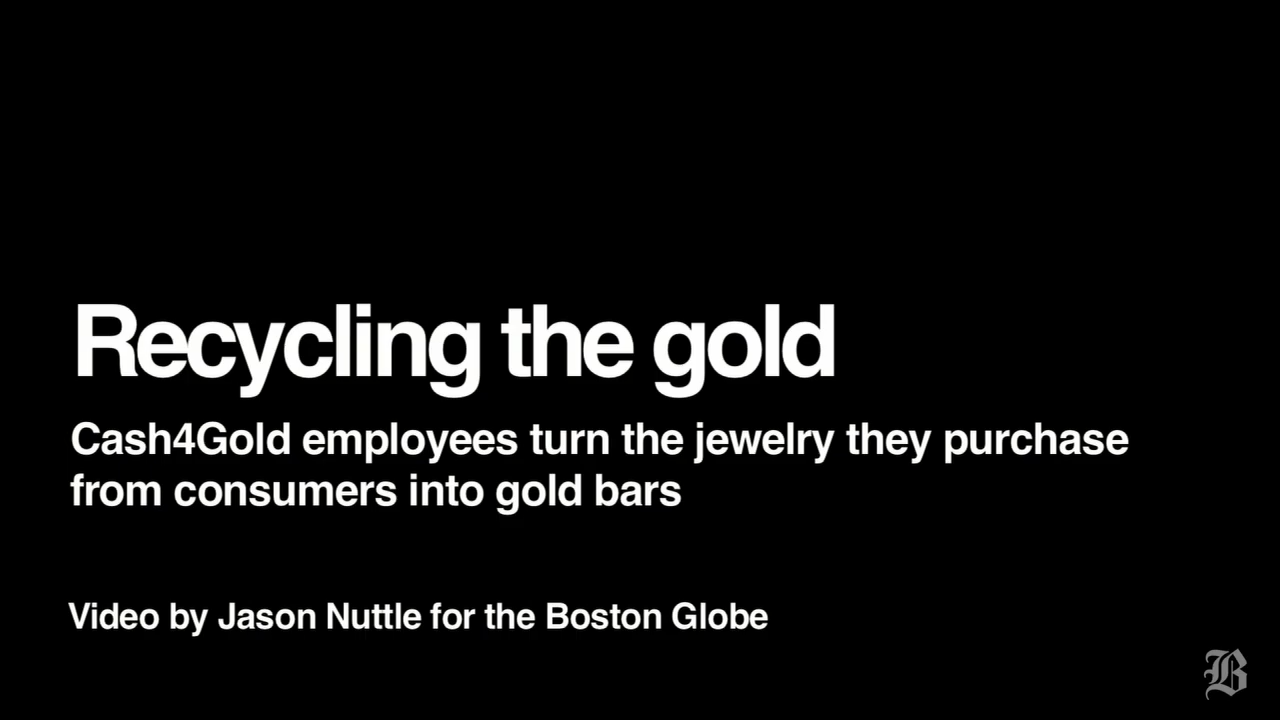 Recycling the gold
Cash4Gold employees turn the jewelry they purchase
from consumers into gold bars
Video by Jason Nuttle for the Boston Globe
B